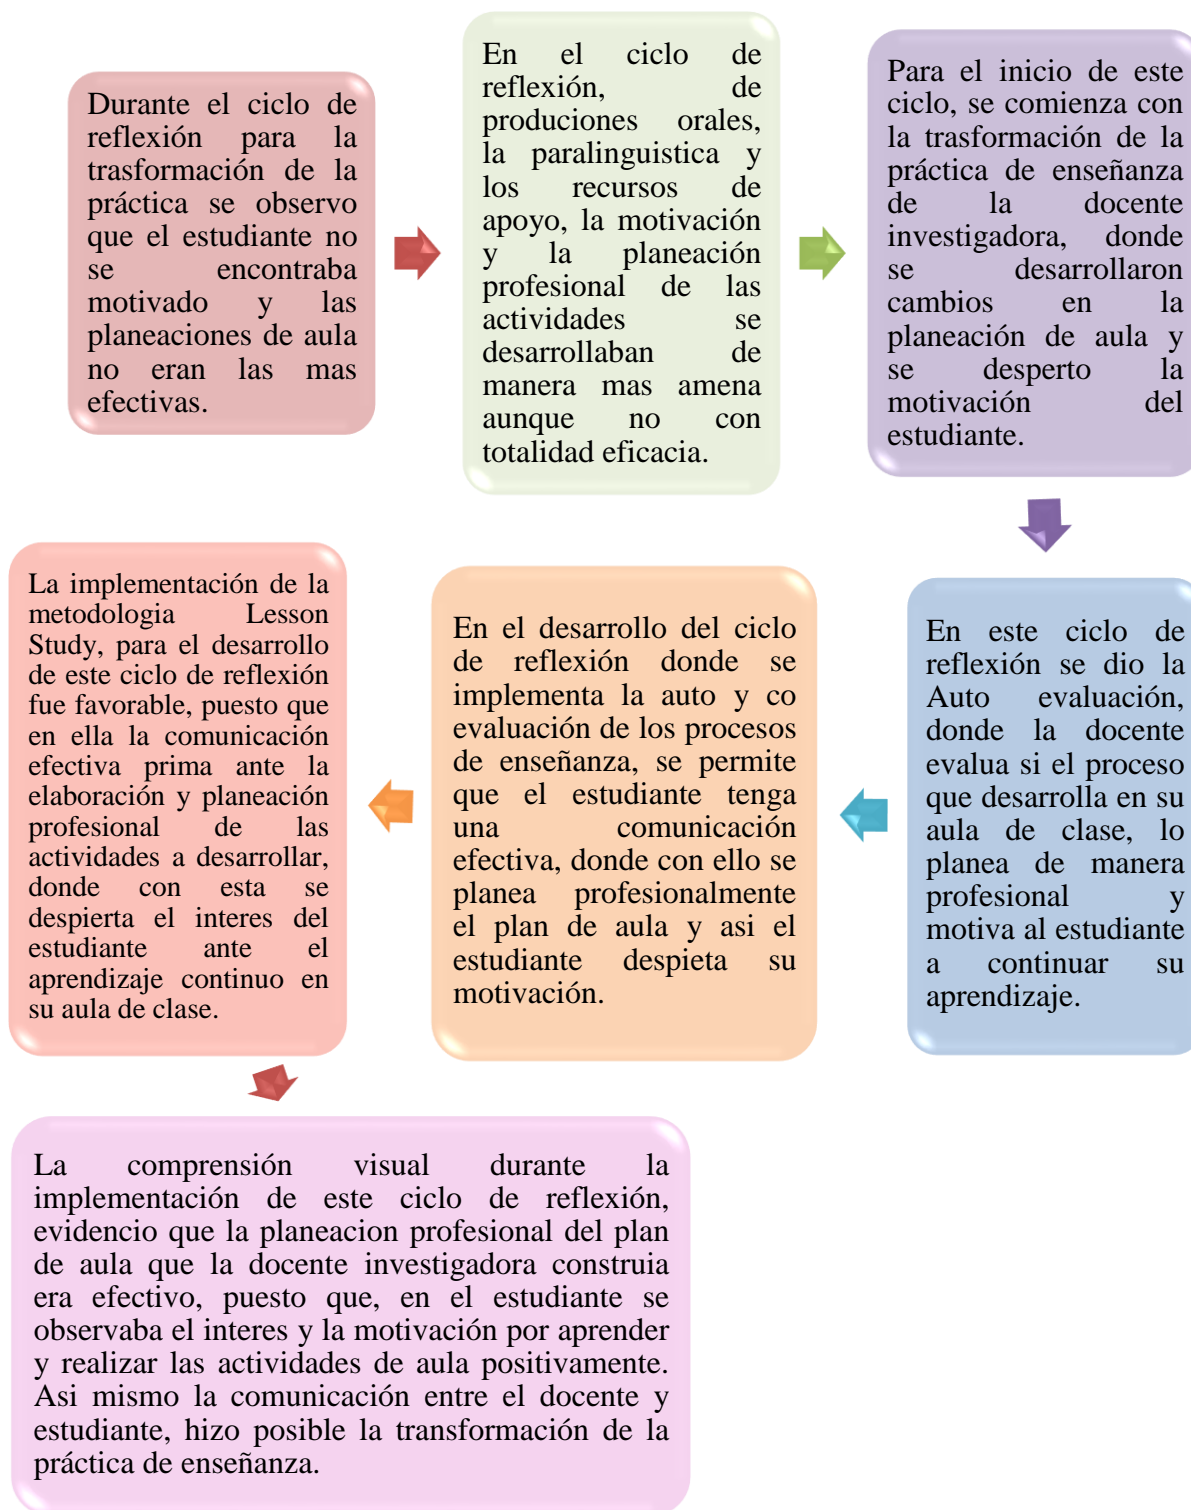 Durante el ciclo de
reflexión para la
trasformación de la
práctica se observo
que el estudiante no
se encontraba
motivado y las
planeaciones de aula
no eran las mas
efectivas.
En el ciclo de
reflexión, de
produciones orales,
la paralinguistica y
los recursos de
apoyo, la motivación
y la planeación
profesional de las
actividades se
desarrollaban de
manera mas amena
aunque no con
totalidad eficacia.
Para el inicio de este
ciclo, se comienza con
la trasformación de la
práctica de enseñanza
de la docente
investigadora, donde
se desarrollaron
cambios en la
planeación de aula y
se desperto la
motivación del
estudiante.
En este ciclo de
reflexión se dio la
Auto evaluación,
donde la docente
evalua si el proceso
que desarrolla en su
aula de clase, lo
planea de manera
profesional y
motiva al estudiante
a continuar su
aprendizaje.
En el desarrollo del ciclo
de reflexión donde se
implementa la auto y co
evaluación de los procesos
de enseñanza, se permite
que el estudiante tenga
una comunicación
efectiva, donde con ello se
planea profesionalmente
el plan de aula y asi el
estudiante despieta su
motivación.
La implementación de la
metodologia Lesson
Study, para el desarrollo
de este ciclo de reflexión
fue favorable, puesto que
en ella la comunicación
efectiva prima ante la
elaboración y planeación
profesional de las
actividades a desarrollar,
donde con esta se
despierta el interes del
estudiante ante el
aprendizaje continuo en
su aula de clase.
La comprensión visual durante la
implementación de este ciclo de reflexión,
evidencio que la planeacion profesional del plan
de aula que la docente investigadora construia
era efectivo, puesto que, en el estudiante se
observaba el interes y la motivación por aprender
y realizar las actividades de aula positivamente.
Asi mismo la comunicación entre el docente y
estudiante, hizo posible la transformación de la
práctica de enseñanza.